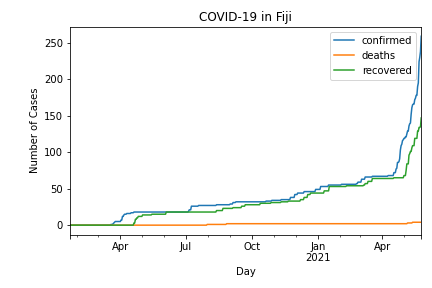 COVID-19 in Fiji
confirmed
deaths
recovered
Number of Cases
250
200
150
100
50
0
Apr
Jul
Oct
Jan
2021
Apr
Day